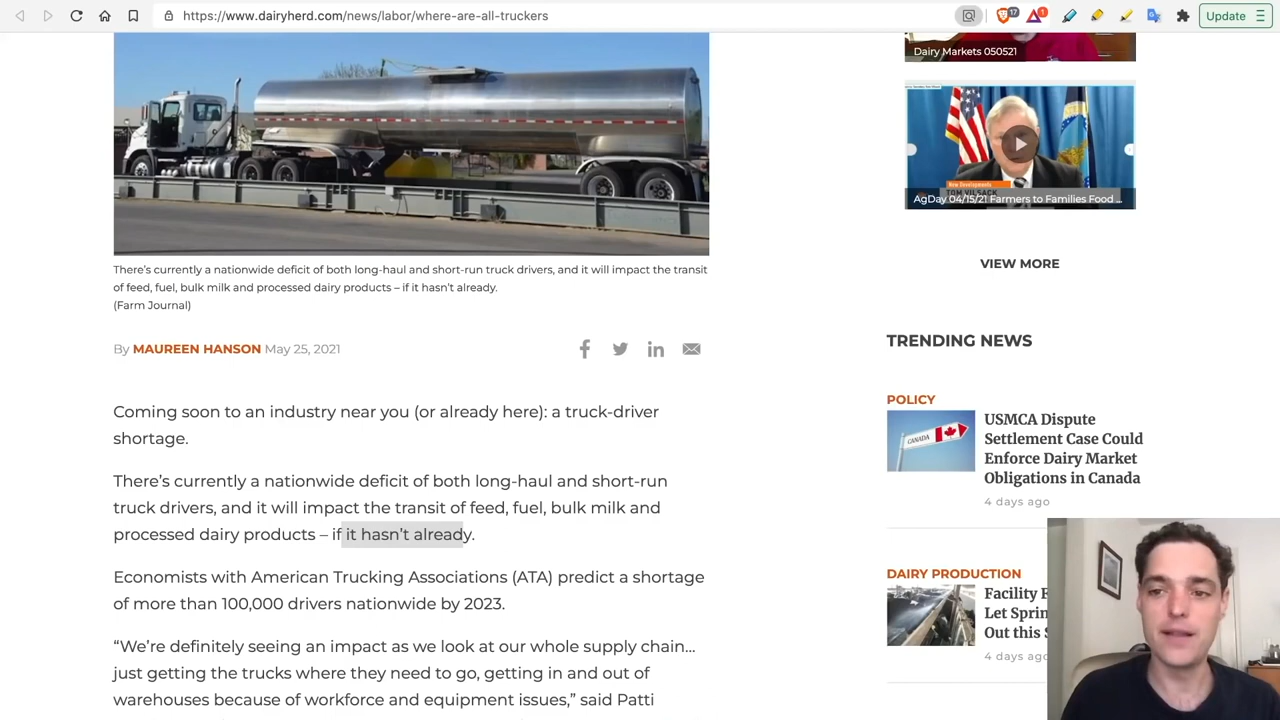 https://www.dairyherd.com/news/labor/where-are-all-truckers
17
1
Update
Dairy Markets 050521
New Developments
TOM VILSACK
AgDay 04/15/21 Farmers to Families Food ...
VIEW MORE
There's currently a nationwide deficit of both long-haul and short-run truck drivers, and it will impact the transit
of feed, fuel, bulk milk and processed dairy products – if it hasn't already.
(Farm Journal)
By MAUREEN HANSON May 25, 2021
Coming soon to an industry near you (or already here): a truck-driver
shortage.
There's currently a nationwide deficit of both long-haul and short-run
truck drivers, and it will impact the transit of feed, fuel, bulk milk and
processed dairy products – if it hasn't already.
Economists with American Trucking Associations (ATA) predict a shortage
of more than 100,000 drivers nationwide by 2023.
“We're definitely seeing an impact as we look at our whole supply chain…
just getting the trucks where they need to go, getting in and out of
warehouses because of workforce and equipment issues,” said Patti
TRENDING NEWS
POLICY
CANADA
USMCA Dispute
Settlement Case Could
Enforce Dairy Market
Obligations in Canada
4 days ago
DAIRY PRODUCTION
Facility
Let Sprin
Out this
4 days ago